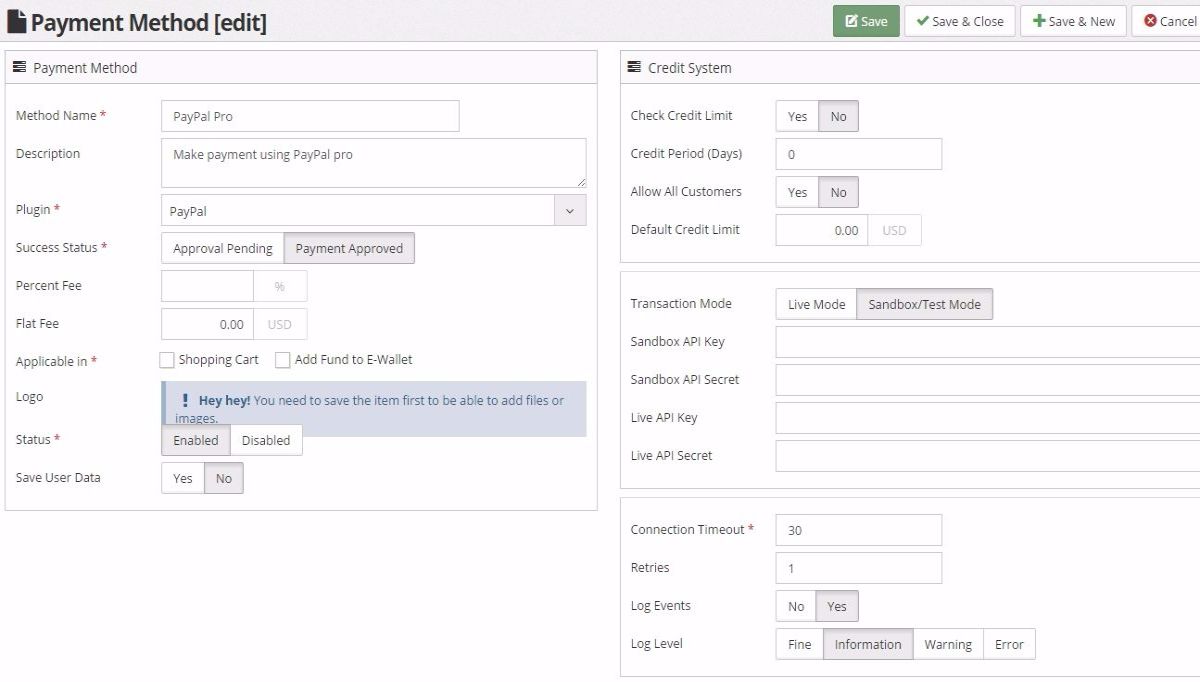 Payment Method [edit]
Save
Save & Close
Save & New
Cancel
Payment Method
Method Name *
PayPal Pro
Description
Make payment using PayPal pro
Plugin *
PayPal
Success Status *
Approval Pending
Payment Approved
Percent Fee
%
Flat Fee
0.00
USD
Applicable in *
Shopping Cart
Add Fund to E-Wallet
Logo
! Hey hey! You need to save the item first to be able to add files or
images.
Status *
Enabled
Disabled
Save User Data
Yes
No
Credit System
Check Credit Limit
Yes
No
Credit Period (Days)
0
Allow All Customers
Yes
No
Default Credit Limit
0.00
USD
Transaction Mode
Live Mode
Sandbox/Test Mode
Sandbox API Key
Sandbox API Secret
Live API Key
Live API Secret
Connection Timeout *
30
Retries
1
Log Events
No
Yes
Log Level
Fine
Information
Warning
Error